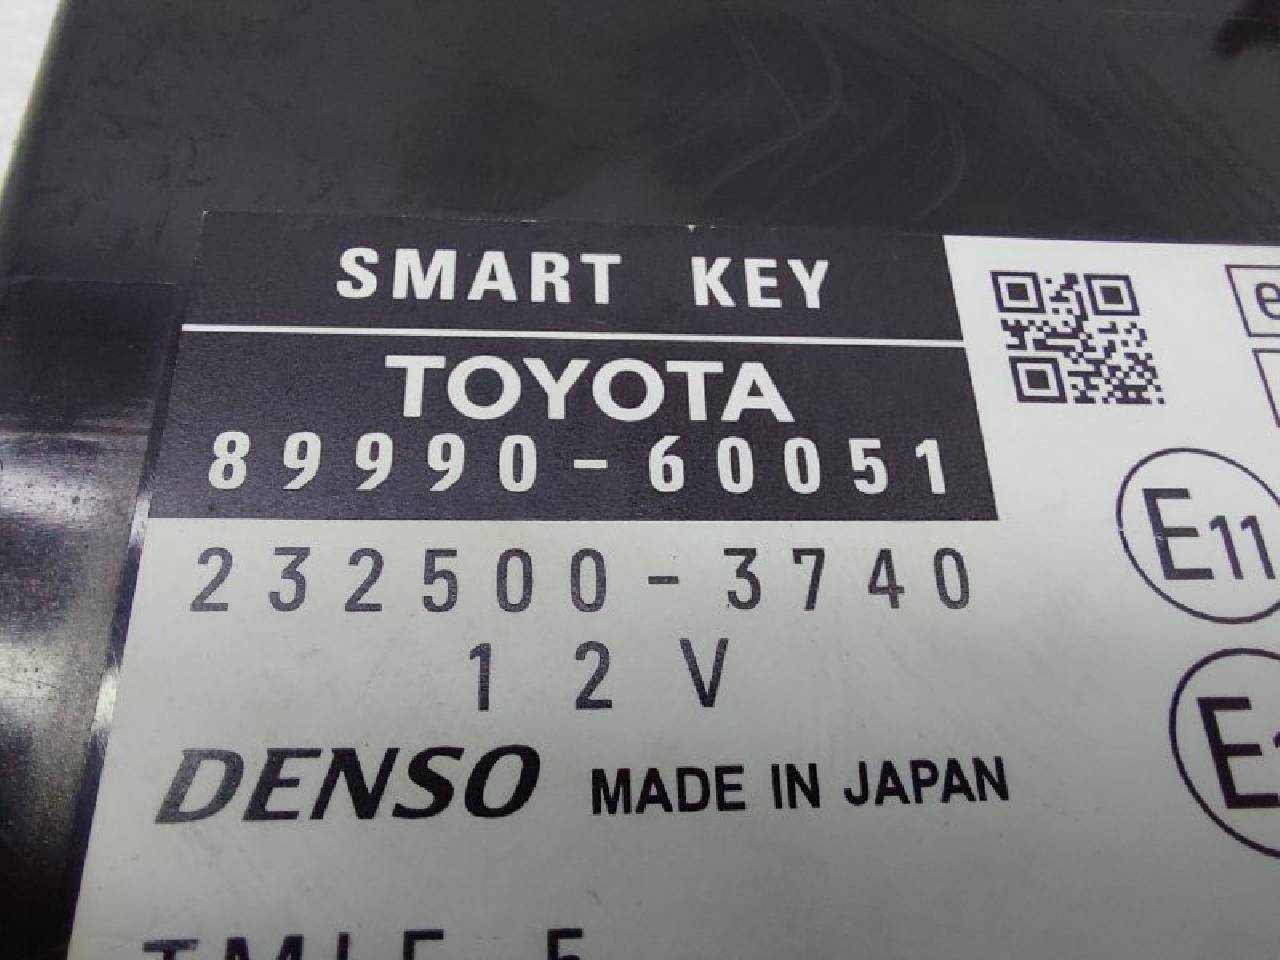 SMART KEY
TOYOTA
89990-60051
232500-3740
12V
DENSO MADE IN JAPAN
e
E11